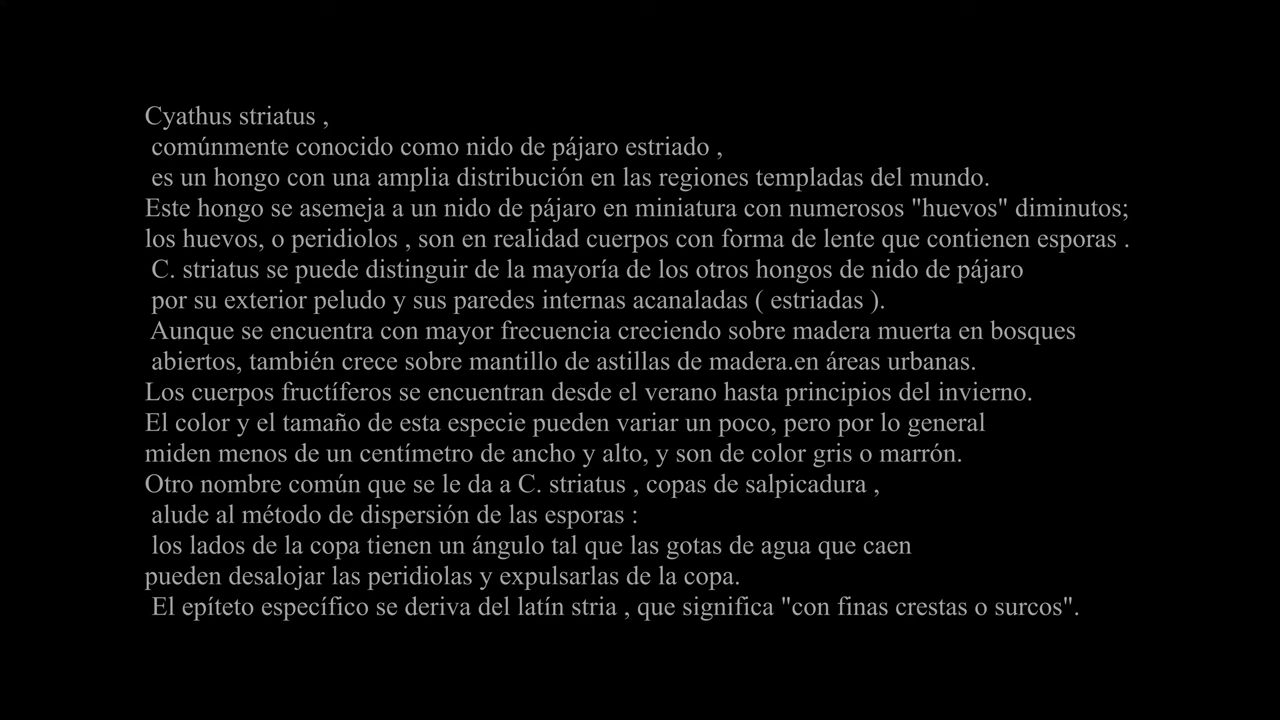 Cyathus striatus ,
comúnmente conocido como nido de pájaro estriado ,
es un hongo con una amplia distribución en las regiones templadas del mundo.
Este hongo se asemeja a un nido de pájaro en miniatura con numerosos "huevos" diminutos;
los huevos, o peridiolos , son en realidad cuerpos con forma de lente que contienen esporas .
C. striatus se puede distinguir de la mayoría de los otros hongos de nido de pájaro
por su exterior peludo y sus paredes internas acanaladas ( estriadas ).
Aunque se encuentra con mayor frecuencia creciendo sobre madera muerta en bosques
abiertos, también crece sobre mantillo de astillas de madera.en áreas urbanas.
Los cuerpos fructíferos se encuentran desde el verano hasta principios del invierno.
El color y el tamaño de esta especie pueden variar un poco, pero por lo general
miden menos de un centímetro de ancho y alto, y son de color gris o marrón.
Otro nombre común que se le da a C. striatus , copas de salpicadura ,
alude al método de dispersión de las esporas :
los lados de la copa tienen un ángulo tal que las gotas de agua que caen
pueden desalojar las peridiolas y expulsarlas de la copa.
El epíteto específico se deriva del latín stria , que significa "con finas crestas o surcos".